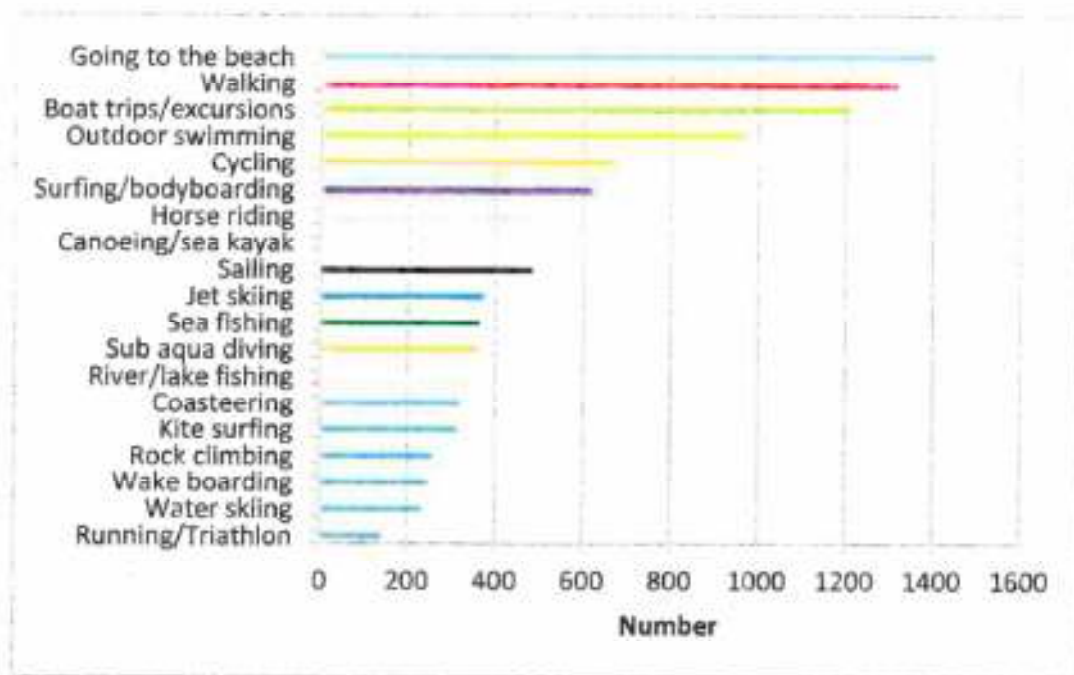 Going to the beach
Walking
Boat trips/excursions
Outdoor swimming
Cycling
Surfing/bodyboarding
Horse riding
Canoeing/sea kayak
Sailing
Jet skiing
Sea fishing
Sub aqua diving
River/lake fishing
Coasteering
Kite surfing
Rock climbing
Wake boarding
Water skiing
Running/Triathlon
0 200 400 600 800 1000 1200 1400 1600
Number